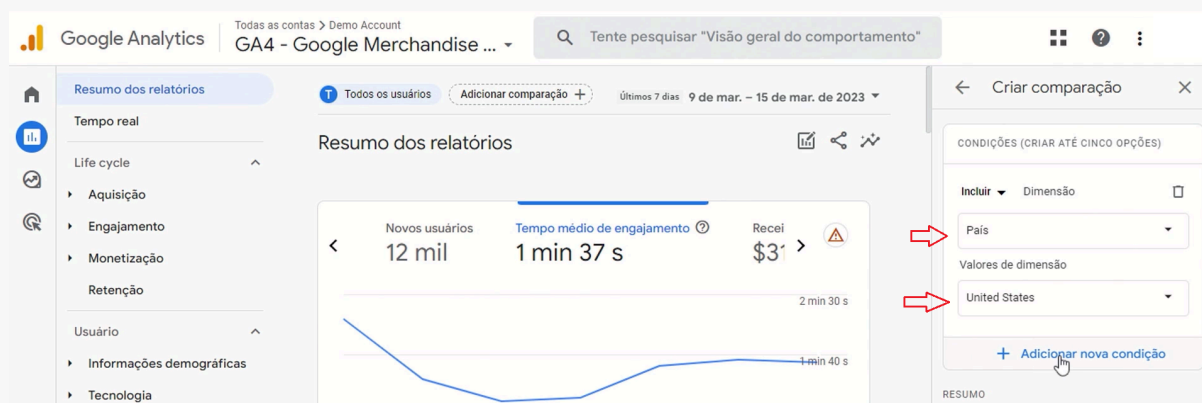 Google Analytics
Todas as contas > Demo Account
GA4 - Google Merchandise ...
Tente pesquisar "Visão geral do comportamento"
Resumo dos relatórios
Tempo real
Life cycle
Aquisição
Engajamento
Monetização
Retenção
Usuário
Informações demográficas
Tecnologia
T Todos os usuários
Adicionar comparação +
Últimos 7 dias 9 de mar. – 15 de mar. de 2023
Resumo dos relatórios
Novos usuários
12 mil
Tempo médio de engajamento
1 min 37 s
2 min 30 s
1 min 40 s
Criar comparação
CONDIÇÕES (CRIAR ATÉ CINCO OPÇÕES)
Incluir Dimensão
País
Valores de dimensão
United States
+ Adicionar nova condição
RESUMO